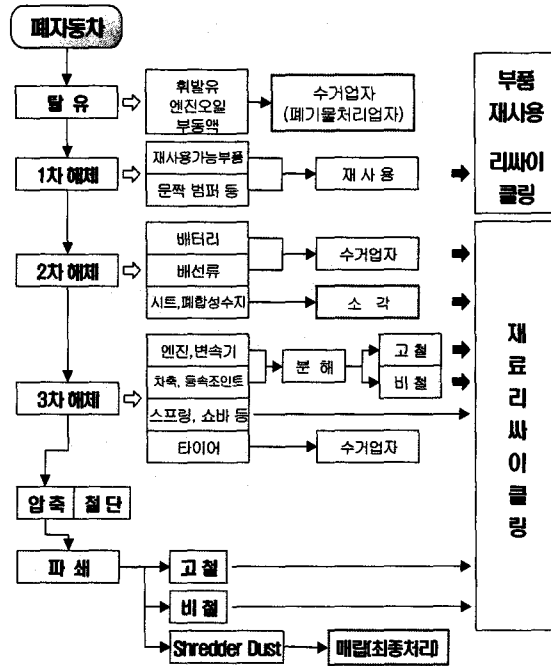 폐자동차
탈 유
휘발유
엔진오일
부동액
수거업자
(폐기물처리업자)
부품
재사용
리싸이
클링
1차 해체
재사용가능부품
문짝 범퍼 등
재 사 용
2차 해체
배터리
배선류
수거업자
시트,폐합성수지
소 각
3차 해체
엔진,변속기
차축, 등속조인트
분 해
고 철
비 철
스프링, 쇼바 등
타이어
수거업자
재
료
리
싸
이
클
링
압 축 절 단
파 쇄
고 철
비 철
Shredder Dust
매립(최종처리)